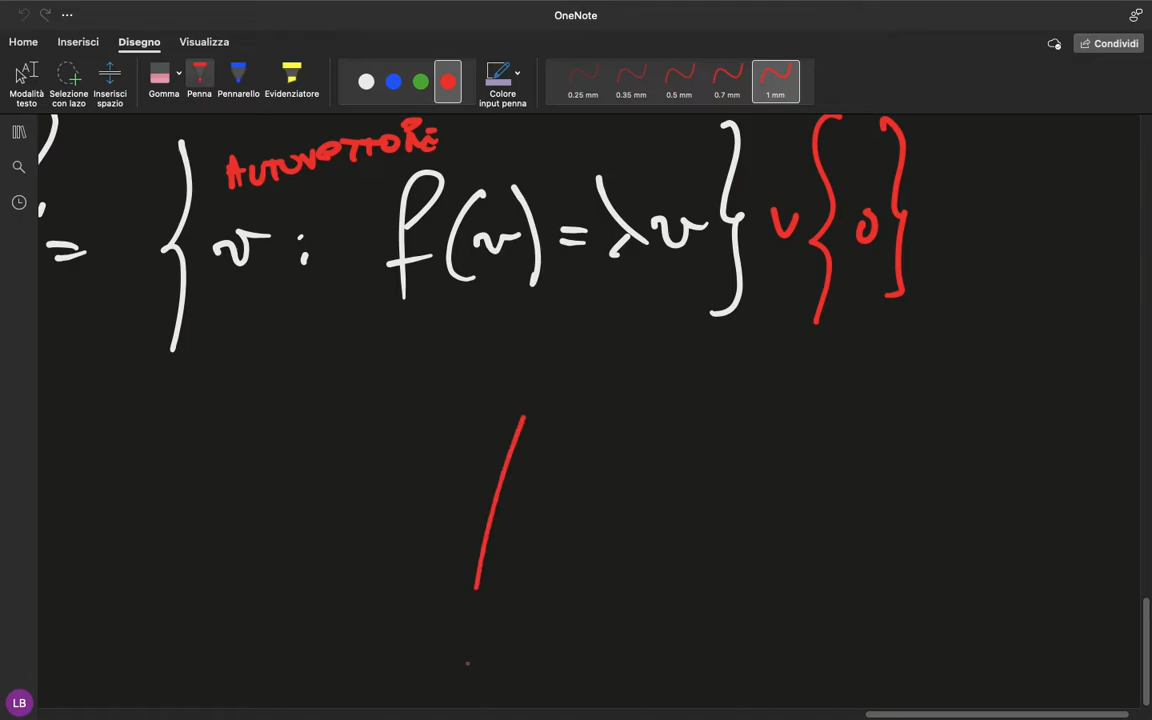 OneNote
Home Inserisci Disegno Visualizza
Condividi
Modalità testo Selezione con lazo Inserisci spazio Gomma Penna Pennarello Evidenziatore Colore input penna 0.25 mm 0.35 mm 0.5 mm 0.7 mm 1 mm
AUTOVETTORE
= { v : f(v) = λv } ∪ { 0 }
LB